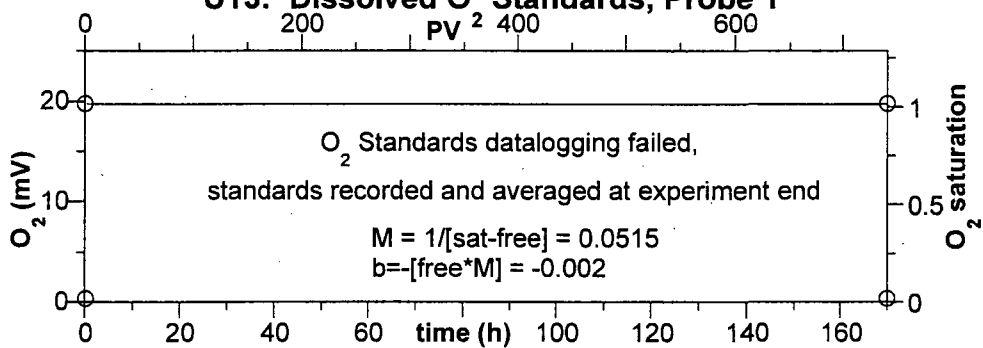 U13: Dissolved O2 Standards, Probe 1
0 200 PV 2 400 600
O2 (mV)
20
10
0
O2 Standards datalogging failed,
standards recorded and averaged at experiment end
M = 1/[sat-free] = 0.0515
b=-[free*M] = -0.002
1
0.5
0
O2 saturation
0 20 40 60 time (h) 100 120 140 160